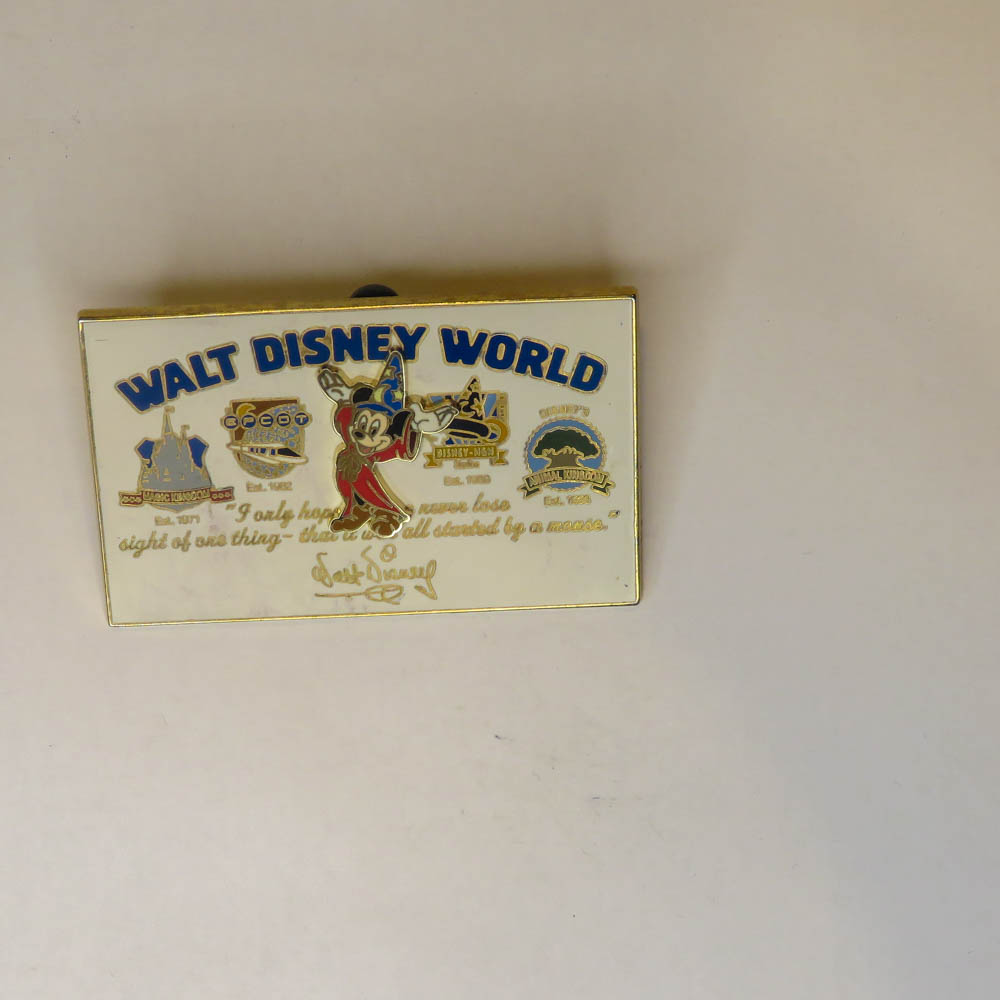 WALT DISNEY WORLD
EPCOT
Est. 1982
MAGIC KINGDOM
Est. 1971
DISNEY-MGM
Studios
Est. 1989
DISNEY'S
ANIMAL KINGDOM
Est. 1998
"I only hope never lose
sight of one thing- that it was all started by a mouse."
Walt Disney